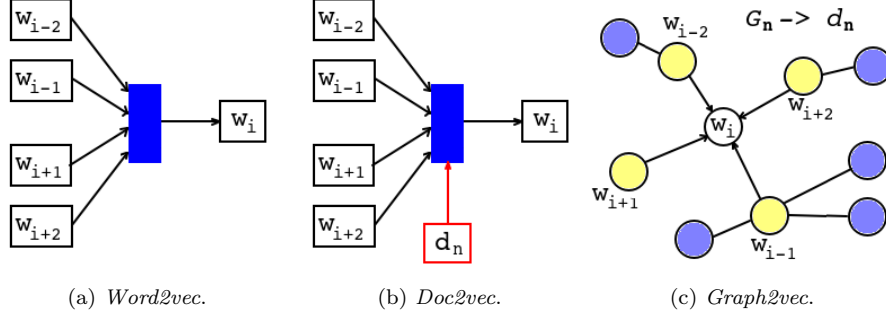 w_{i-2}
w_{i-1}
w_{i+1}
w_{i+2}
w_i
(a) Word2vec.
w_{i-2}
w_{i-1}
w_{i+1}
w_{i+2}
w_i
d_n
(b) Doc2vec.
G_n -> d_n
w_{i-2}
w_{i+2}
w_i
w_{i+1}
w_{i-1}
(c) Graph2vec.